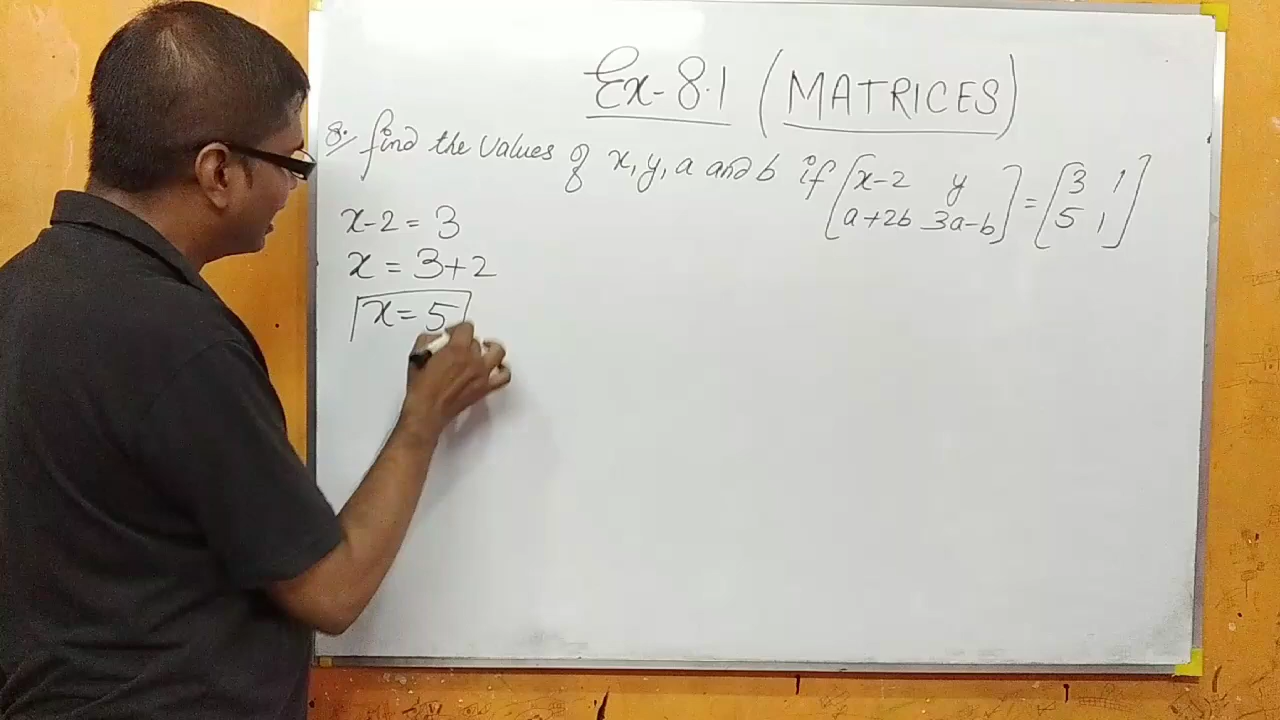 Ex-8.1 (MATRICES)
8. find the values of x, y, a and b if [x-2 y
a+2b 3a-b] = [3 1
5 1]
x-2 = 3
x = 3+2
x = 5